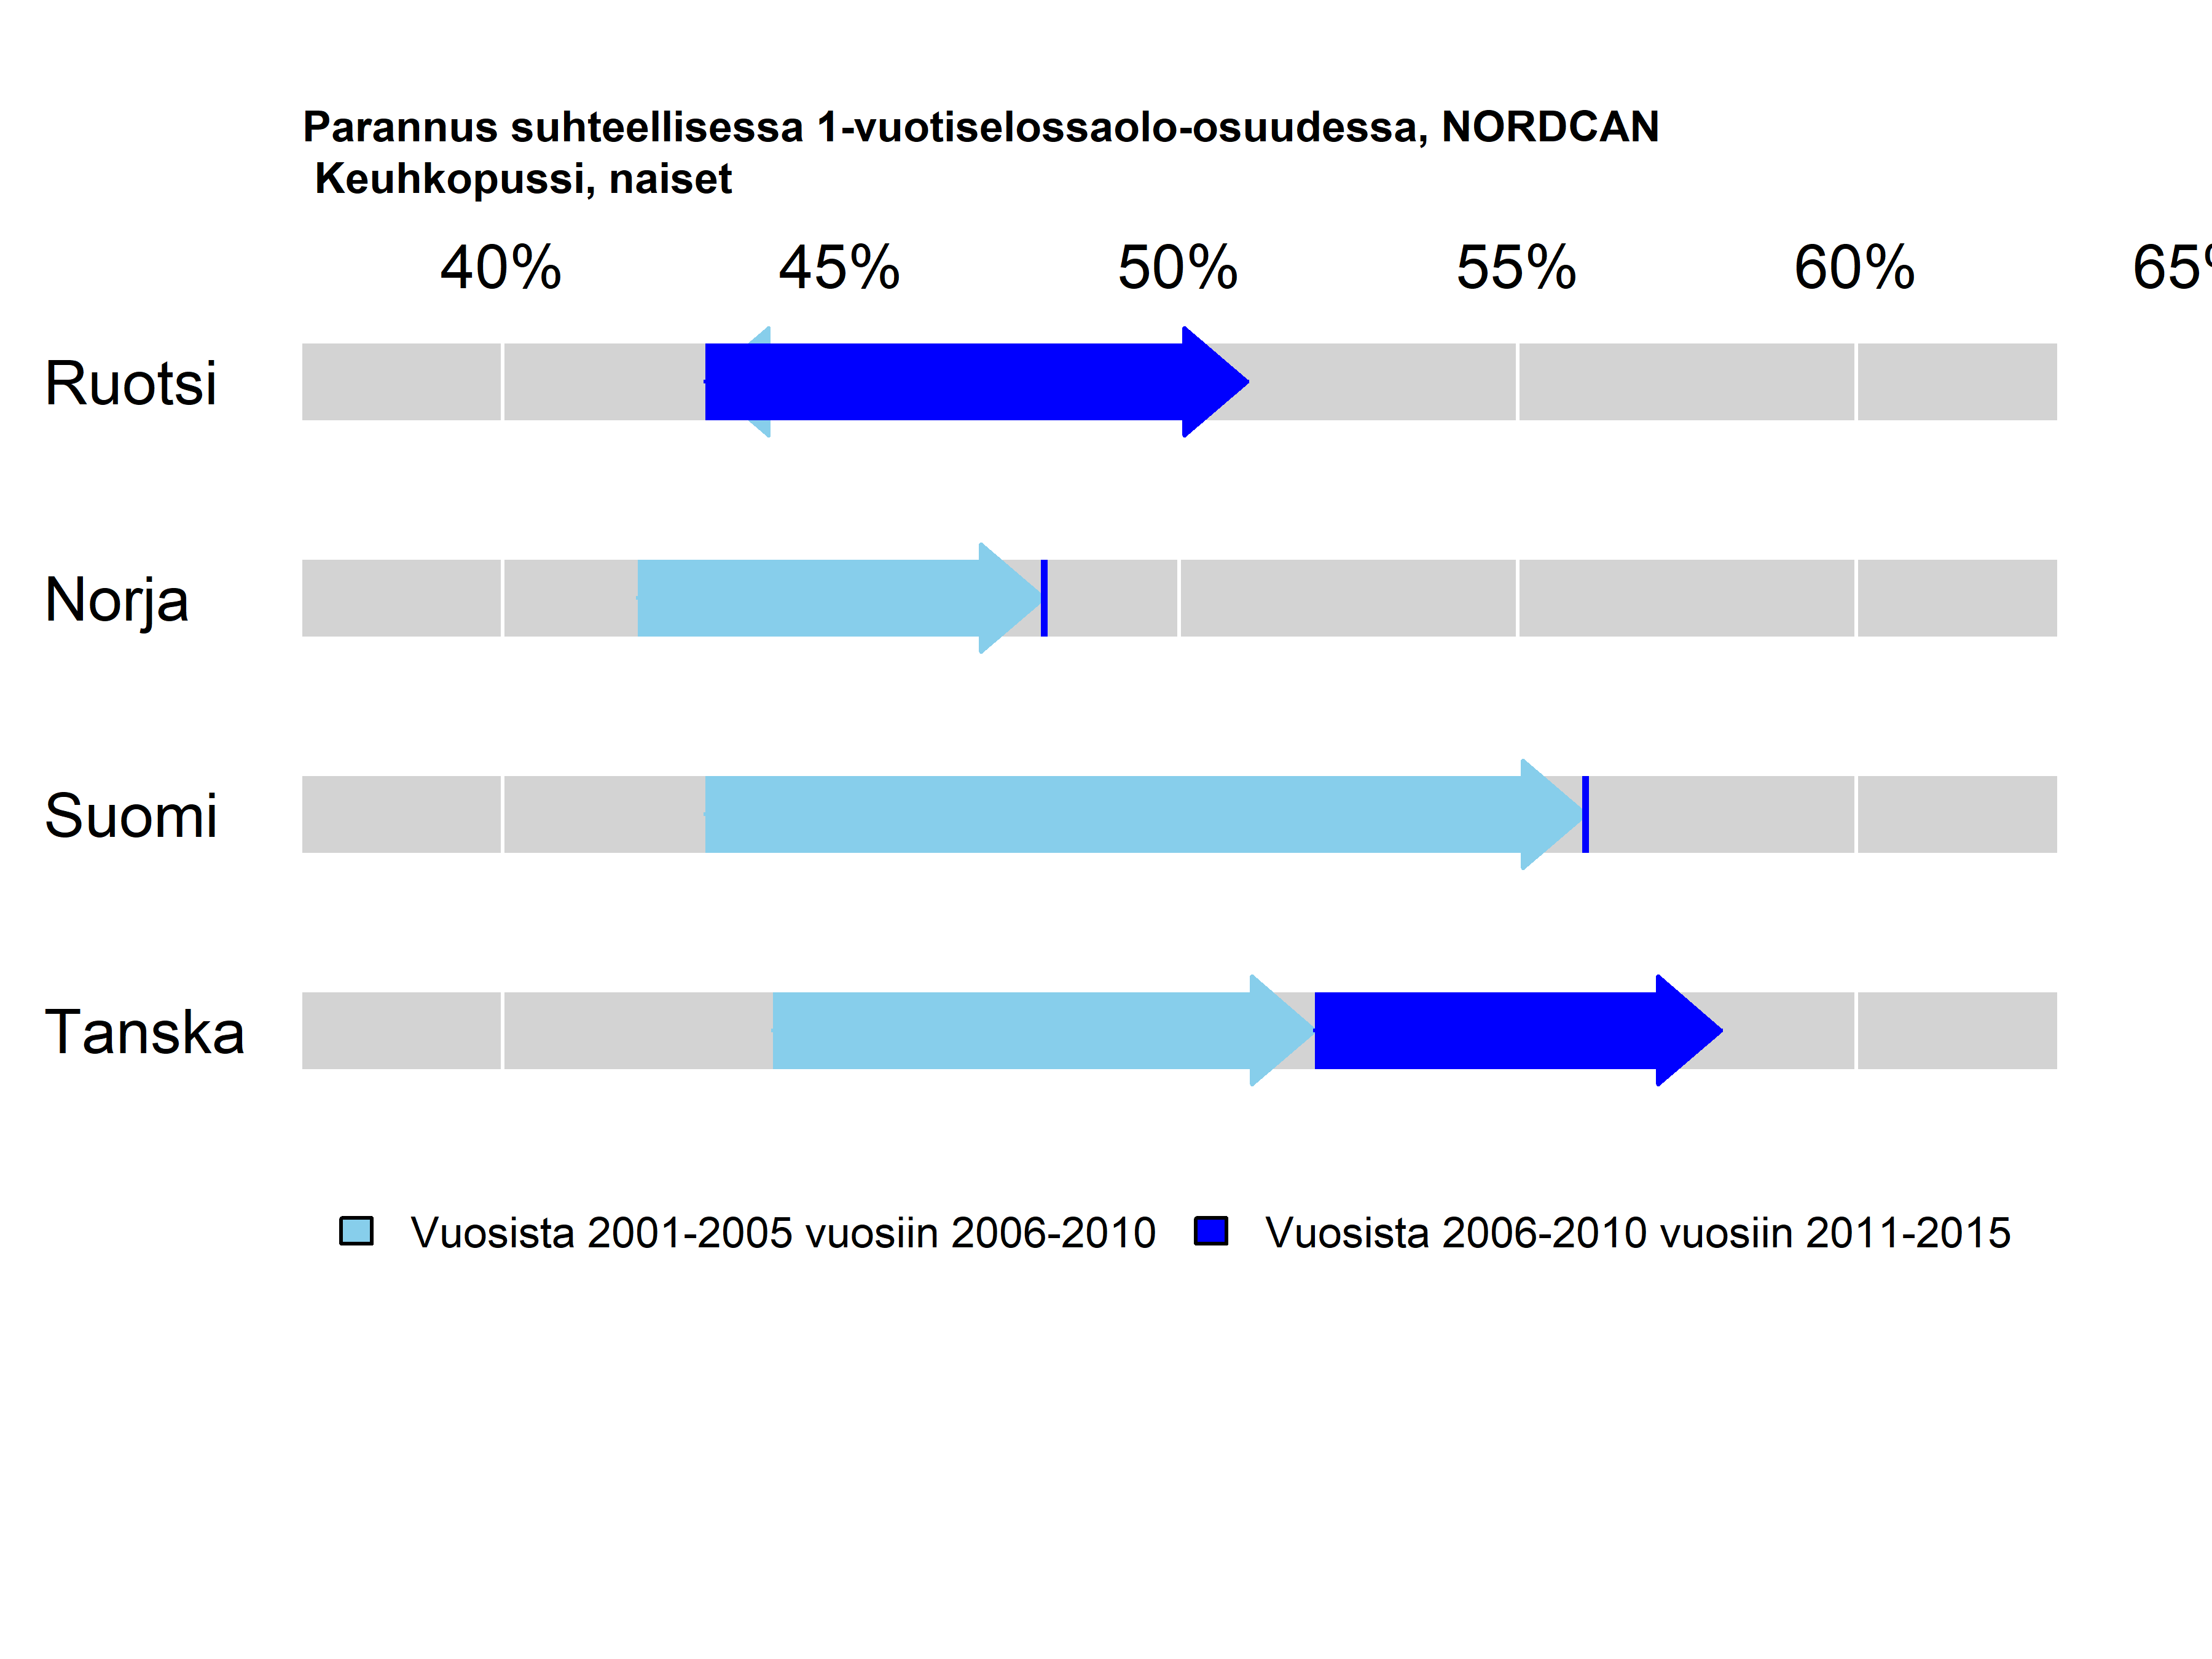 Parannus suhteellisessa 1-vuotiselossaolo-osuudessa, NORDCAN
Keuhkopussi, naiset
40% 45% 50% 55% 60% 65%
Ruotsi
Norja
Suomi
Tanska
Vuosista 2001-2005 vuosiin 2006-2010 Vuosista 2006-2010 vuosiin 2011-2015